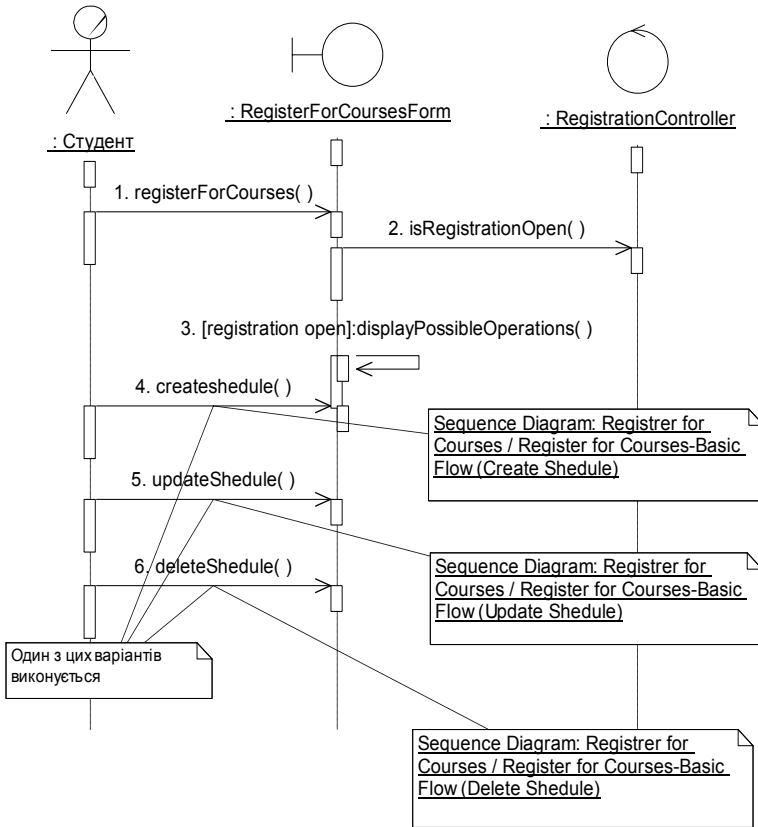 : Студент
: RegisterForCoursesForm
: RegistrationController
1. registerForCourses( )
2. isRegistrationOpen( )
3. [registration open]:displayPossibleOperations( )
4. createshedule( )
Sequence Diagram: Registrer for
Courses / Register for Courses-Basic
Flow (Create Shedule)
5. updateShedule( )
6. deleteShedule( )
Sequence Diagram: Registrer for
Courses / Register for Courses-Basic
Flow (Update Shedule)
Один з цих варіантів
виконується
Sequence Diagram: Registrer for
Courses / Register for Courses-Basic
Flow (Delete Shedule)